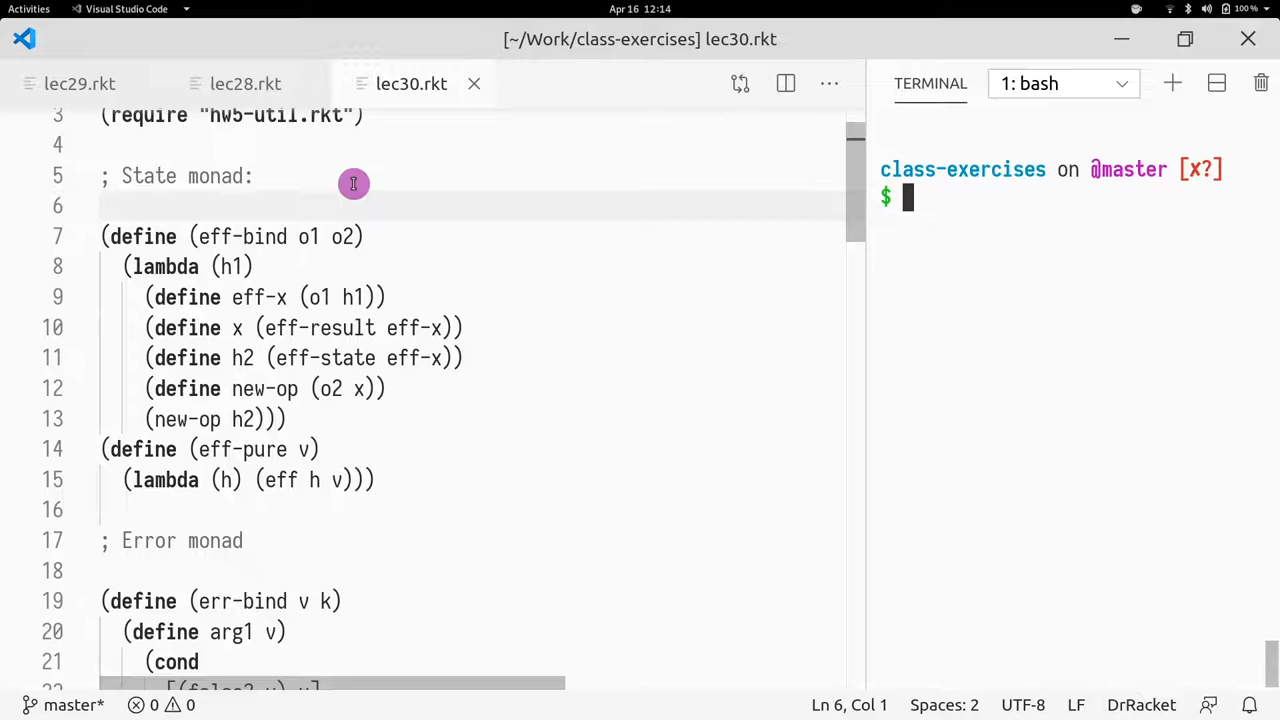 Activities Visual Studio Code Apr 16 12:14 100 %
[~/Work/class-exercises] lec30.rkt
lec29.rkt lec28.rkt lec30.rkt
TERMINAL 1: bash
3 (require "hw5-util.rkt")
4
5 ; State monad:
6
7 (define (eff-bind o1 o2)
8 (lambda (h1)
9 (define eff-x (o1 h1))
10 (define x (eff-result eff-x))
11 (define h2 (eff-state eff-x))
12 (define new-op (o2 x))
13 (new-op h2)))
14 (define (eff-pure v)
15 (lambda (h) (eff h v)))
16
17 ; Error monad
18
19 (define (err-bind v k)
20 (define arg1 v)
21 (cond
22 [(false? v) v]
class-exercises on @master [x?]
$
master* 0 0 Ln 6, Col 1 Spaces: 2 UTF-8 LF DrRacket